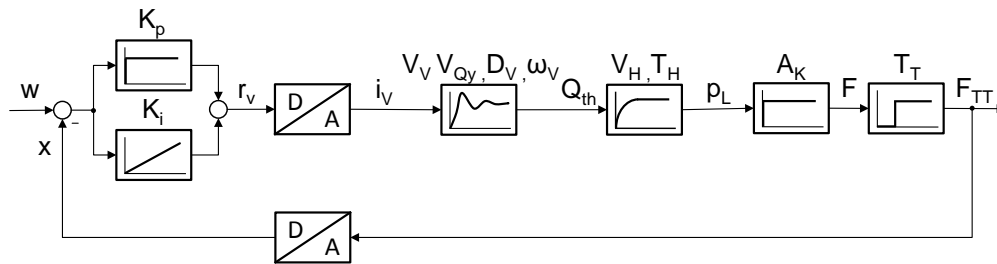 K_p
V_V V_Qy , D_V , ω_V
V_H , T_H
A_K
T_T
w
r_v
D
A
i_V
Q_th
p_L
F
F_TT
K_i
x
D
A